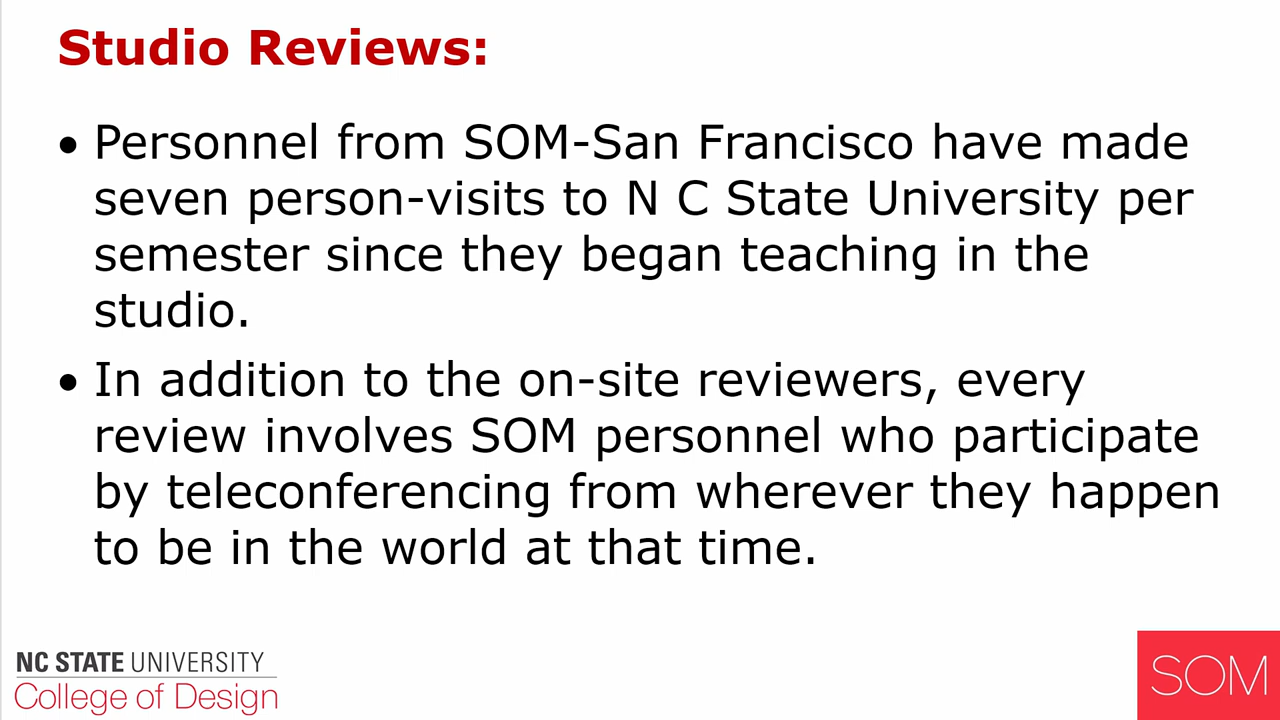 Studio Reviews:
• Personnel from SOM-San Francisco have made
seven person-visits to N C State University per
semester since they began teaching in the
studio.
• In addition to the on-site reviewers, every
review involves SOM personnel who participate
by teleconferencing from wherever they happen
to be in the world at that time.
NC STATE UNIVERSITY
College of Design
SOM